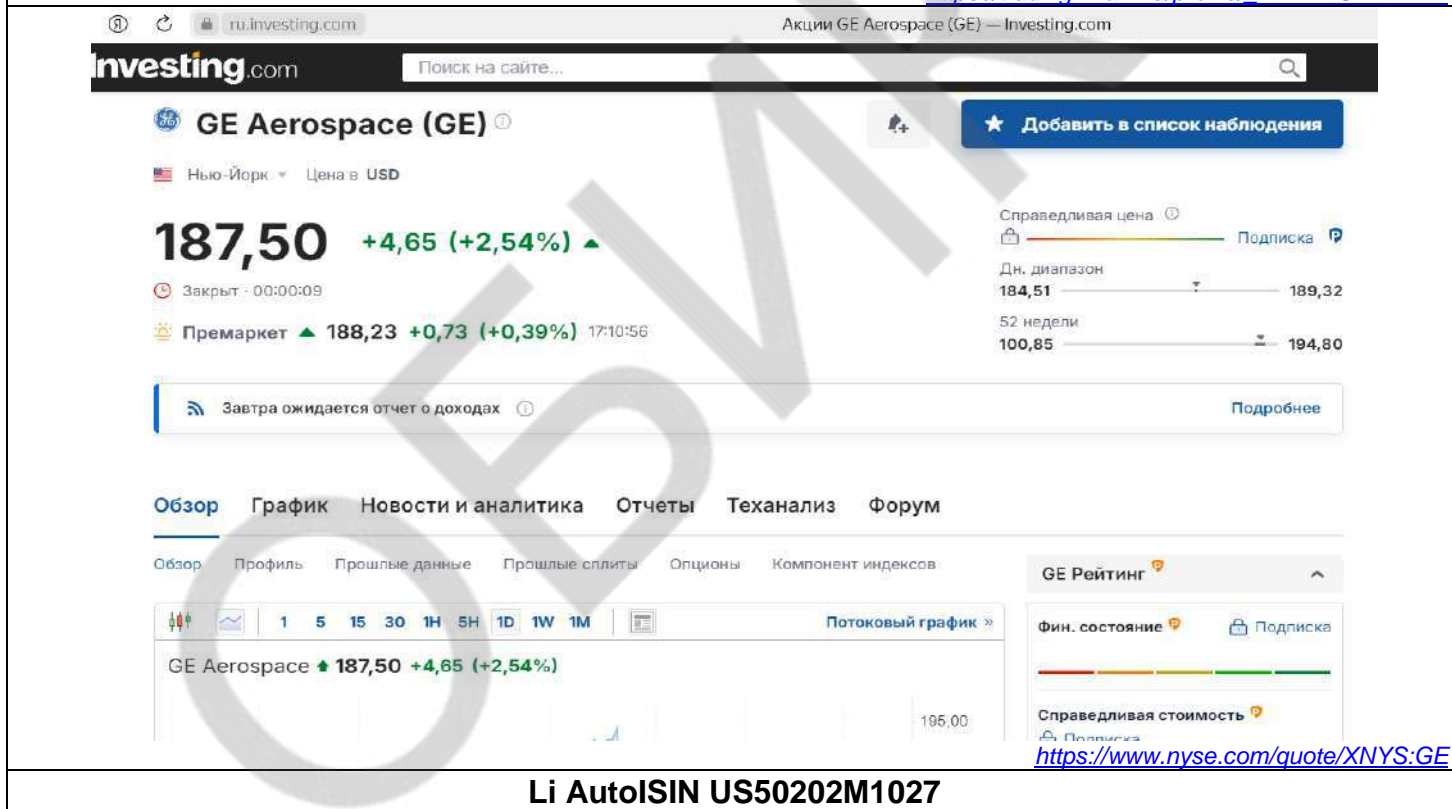 ru.investing.com
Акции GE Aerospace (GE) — Investing.com
Investing.com
Поиск на сайте...
GE Aerospace (GE)
Добавить в список наблюдения
Нью-Йорк
Цена в USD
187,50 +4,65 (+2,54%)
Справедливая цена
Подписка
Закрыт · 00:00:09
Дн. диапазон
184,51 189,32
Премаркет 188,23 +0,73 (+0,39%) 17:10:56
52 недели
100,85 194,80
Завтра ожидается отчет о доходах
Подробнее
Обзор График Новости и аналитика Отчеты Теханализ Форум
Обзор Профиль Прошлые данные Прошлые сплиты Опционы Компонент индексов
GE Рейтинг
1 5 15 30 1H 5H 1D 1W 1M
Потоковый график »
Фин. состояние Подписка
GE Aerospace 187,50 +4,65 (+2,54%)
195,00
Справедливая стоимость
Подписка
https://www.nyse.com/quote/XNYS:GE
Li AutoISIN US50202M1027
ОБИ